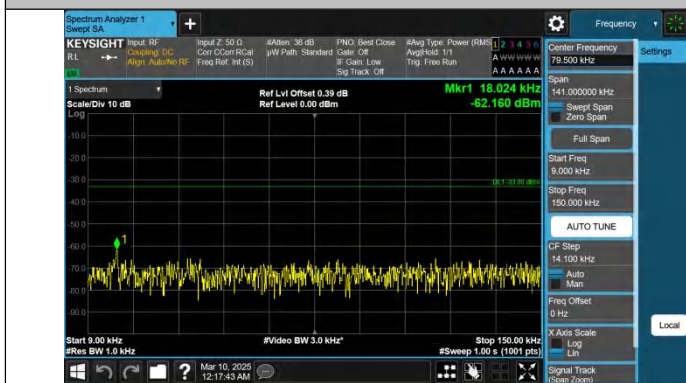 Spectrum Analyzer 1
Swept SA
Frequency
KEYSIGHT
RL
Input: RF
Coupling: DC
Align: Auto/No RF
Input Z: 50 Ω
Corr CCorr RCal
Freq Ref: Int (S)
#Atten: 36 dB
µW Path: Standard
PNO: Best Close
Gate: Off
IF Gain: Low
Sig Track: Off
#Avg Type: Power (RMS)
Avg|Hold: 1/1
Trig: Free Run
1 2 3 4 5 6
A W W W W W
A A A A A A
Center Frequency
79.500 kHz
Settings
1 Spectrum
Scale/Div 10 dB
Log
Ref Lvl Offset 0.39 dB
Ref Level 0.00 dBm
Mkr1 18.024 kHz
-62.160 dBm
Span
141.000000 kHz
Swept Span
Zero Span
Full Span
Start Freq
9.000 kHz
Stop Freq
150.000 kHz
AUTO TUNE
CF Step
14.100 kHz
Auto
Man
Freq Offset
0 Hz
X Axis Scale
Log
Lin
Signal Track
(Span Zoom)
Local
-10.0
-20.0
-30.0
-40.0
-50.0
-60.0
-70.0
-80.0
-90.0
1
Start 9.00 kHz
#Res BW 1.0 kHz
#Video BW 3.0 kHz*
Stop 150.00 kHz
#Sweep 1.00 s (1001 pts)
?
Mar 10, 2025
12:17:43 AM